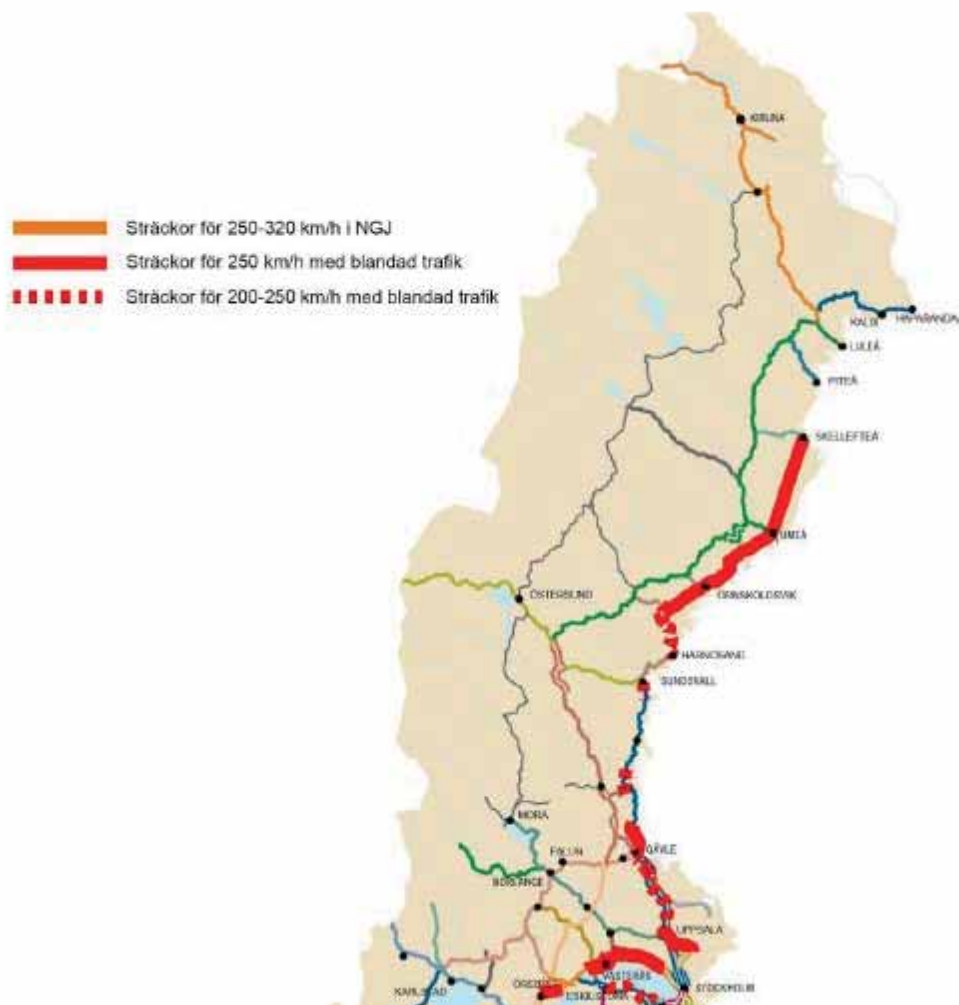 KIRUNA
Sträckor för 250-320 km/h i NGJ
Sträckor för 250 km/h med blandad trafik
Sträckor för 200-250 km/h med blandad trafik
KALIX
HAPARANDA
LULEÅ
PITEÅ
SKELLEFTEÅ
UMEÅ
ÖSTERSUND
ÖRNSKÖLDSVIK
HÄRNÖSAND
SUNDSVALL
MORA
FALUN
GÄVLE
BORLÄNGE
UPPSALA
VÄSTERÅS
ÖREBRO
ESKILSTUNA
KARLSTAD
STOCKHOLM